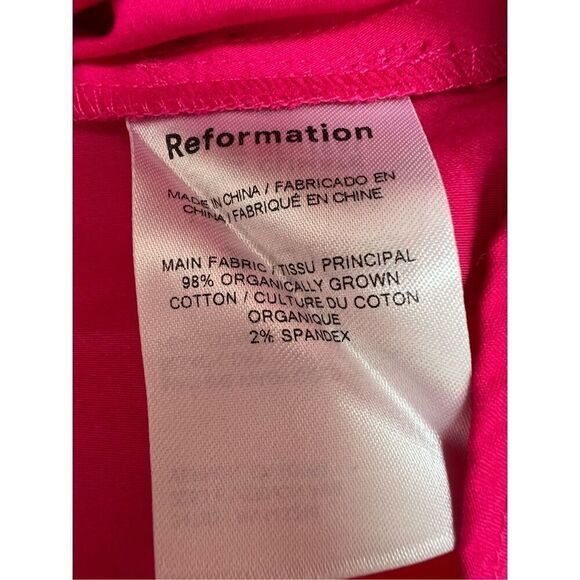 Reformation
MADE IN CHINA / FABRICADO EN
CHINA / FABRIQUÉ EN CHINE
MAIN FABRIC / TISSU PRINCIPAL
98% ORGANICALLY GROWN
COTTON / CULTURE DU COTON
ORGANIQUE
2% SPANDEX